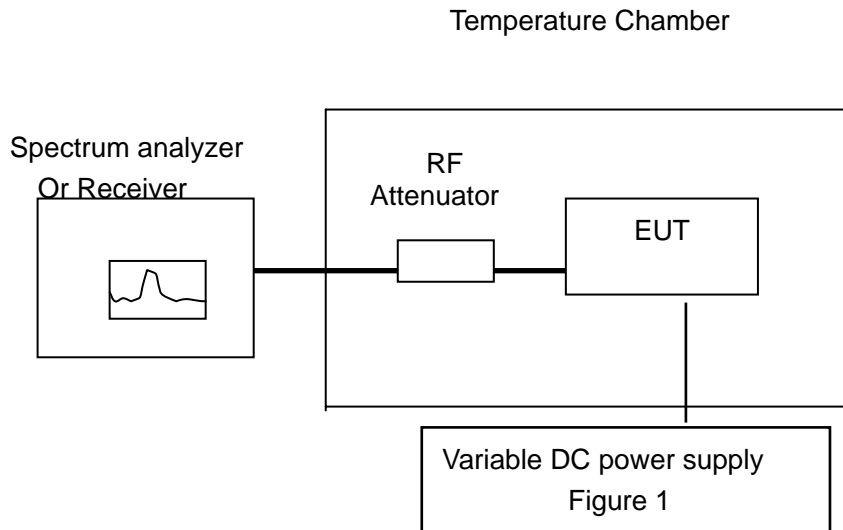 Temperature Chamber
Spectrum analyzer
Or Receiver
RF
Attenuator
EUT
Variable DC power supply
Figure 1